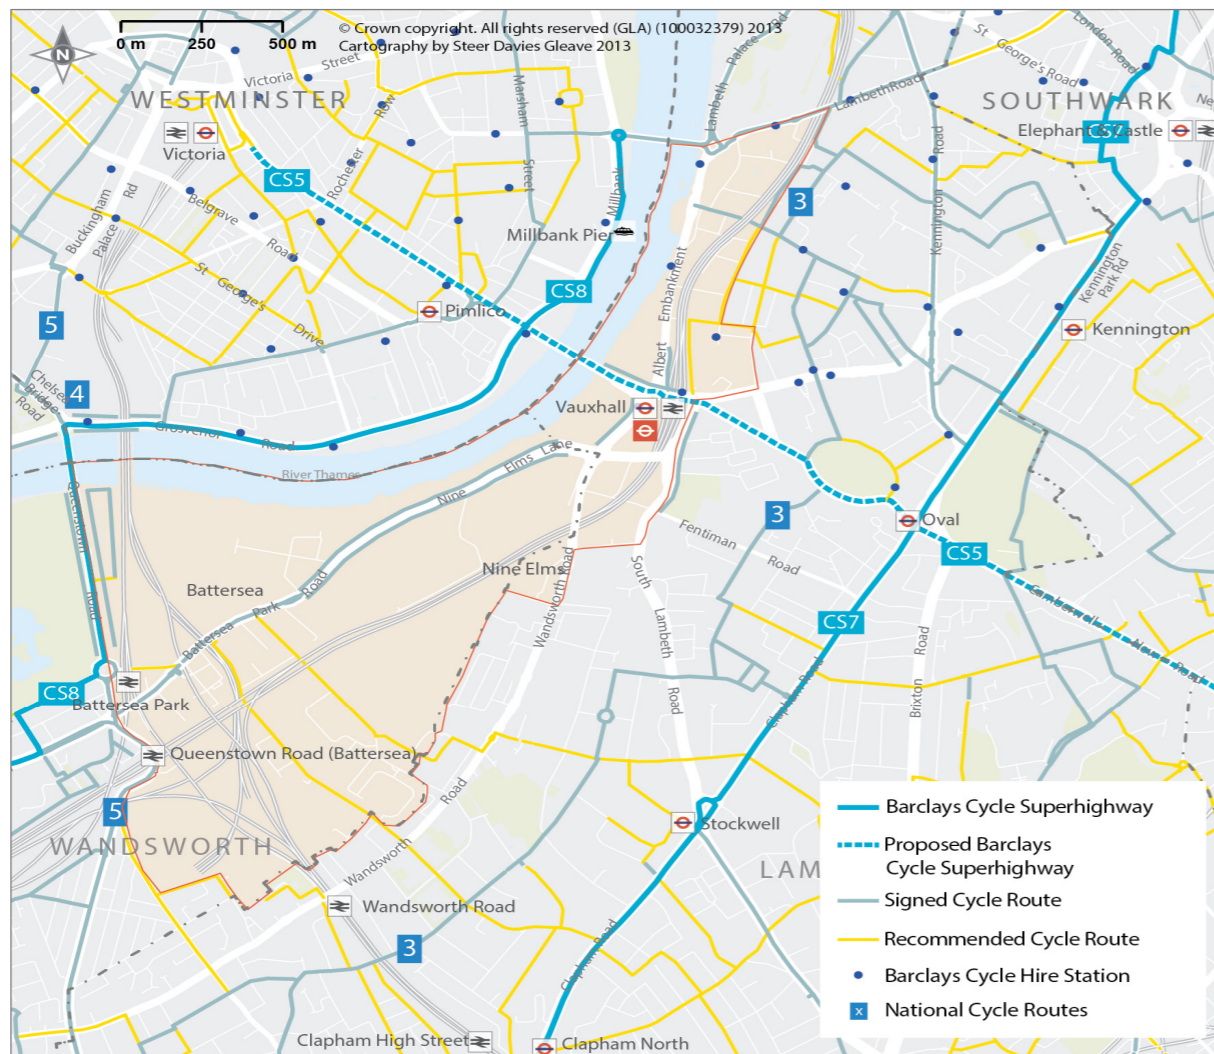 © Crown copyright. All rights reserved (GLA) (100032379) 2013
Cartography by Steer Davies Gleave 2013
0 m 250 500 m
N
WESTMINSTER
Victoria
Street
Row
Rochester
Marsham
Street
Victoria
CS5
Buckingham
Palace
Rd
Belgrave
Road
St George's
Drive
Pimlico
Millbank
Millbank Pier
CS8
Lambeth
Palace
Road
Lambeth Road
St George's Road
London Road
SOUTHWARK
Elephant & Castle
CS7
3
Kennington
Road
Kennington
Park Rd
Kennington
Albert
Embankment
5
4
Chelsea
Bridge
Road
Grosvenor
Road
River Thames
Vauxhall
Nine
Elms
Lane
Queenstown
Road
Battersea
Battersea
Park
Road
Nine Elms
Wandsworth Road
Fentiman
Road
South
Lambeth
Road
3
Oval
CS5
Camberwell
New
Road
CS7
Clapham Road
Brixton
Road
CS8
Battersea Park
Queenstown Road (Battersea)
5
WANDSWORTH
Wandsworth
Road
Wandsworth Road
3
Stockwell
LAM
Clapham Road
Clapham High Street
Clapham North
Barclays Cycle Superhighway
Proposed Barclays
Cycle Superhighway
Signed Cycle Route
Recommended Cycle Route
Barclays Cycle Hire Station
x National Cycle Routes